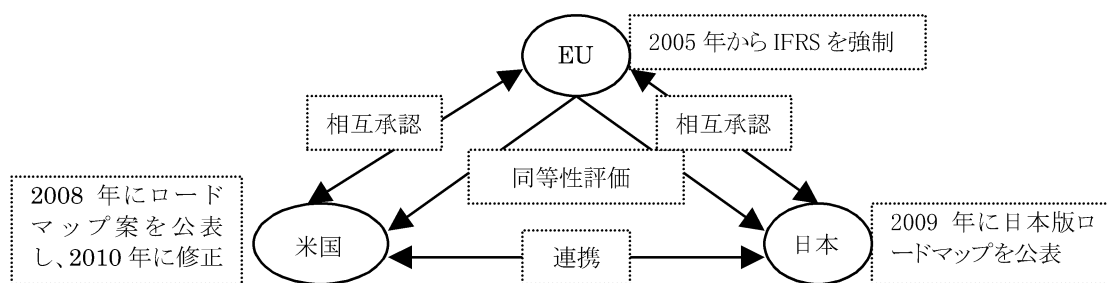 EU
2005 年から IFRS を強制
相互承認
相互承認
同等性評価
2008 年にロード
マップ案を公表
し、2010 年に修正
米国
連携
日本
2009 年に日本版ロ
ードマップを公表